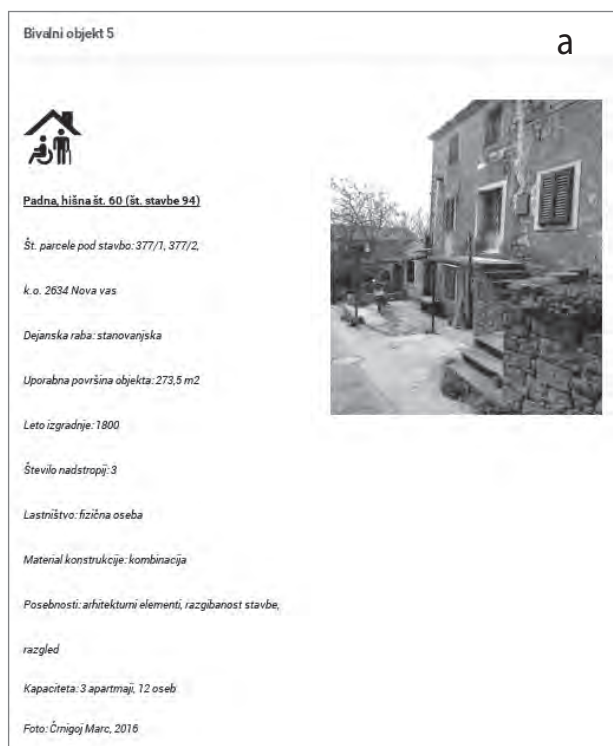 Bivalni objekt 5
a
Padna, hišna št. 60 (št. stavbe 94)
Št. parcele pod stavbo: 377/1, 377/2,
k.o. 2634 Nova vas
Dejanska raba: stanovanjska
Uporabna površina objekta: 273,5 m2
Leto izgradnje: 1800
Število nadstropij: 3
Lastništvo: fizična oseba
Material konstrukcije: kombinacija
Posebnosti: arhitekturni elementi, razgibanost stavbe,
razgled
Kapaciteta: 3 apartmaji, 12 oseb
Foto: Črnigoj Marc, 2016